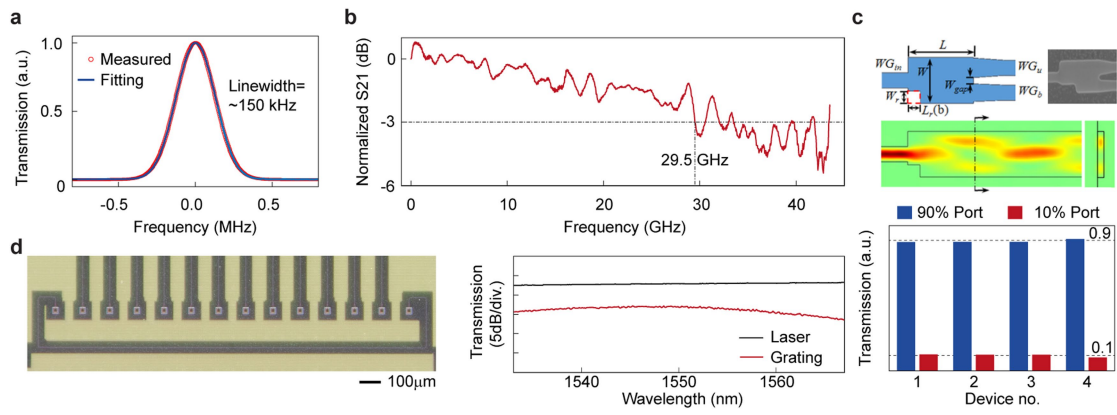 a
Transmission (a.u.)
1.0
0.5
0
Measured
Fitting
Linewidth=
~150 kHz
-0.5
0.0
0.5
Frequency (MHz)
b
Normalized S21 (dB)
0
-3
-6
29.5 GHz
0
10
20
30
40
Frequency (GHz)
c
L
WG_in
W
W_gap
WG_u
WG_b
W_r
L_r(b)
90% Port
10% Port
Transmission (a.u.)
0.9
0.1
1
2
3
4
Device no.
d
100μm
Transmission
(5dB/div.)
Laser
Grating
1540
1550
1560
Wavelength (nm)